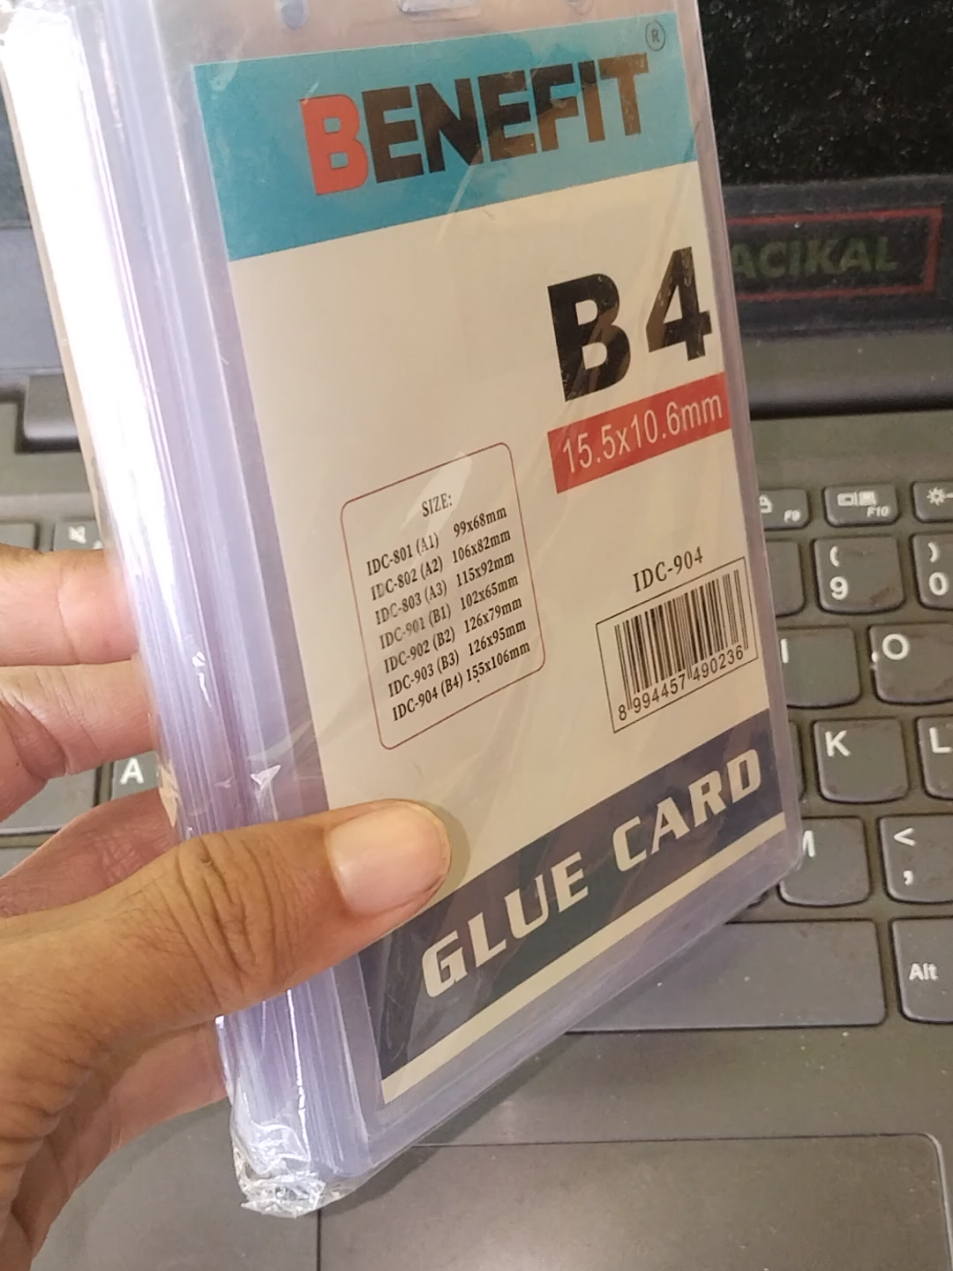 BENEFIT®
ACIKAL
B4
15.5x10.6mm
SIZE:
IDC-801 (A1) 99x68mm
IDC-802 (A2) 106x82mm
IDC-803 (A3) 115x92mm
IDC-901 (B1) 102x65mm
IDC-902 (B2) 126x79mm
IDC-903 (B3) 126x95mm
IDC-904 (B4) 155x106mm
IDC-904
8 994457 490236
GLUE CARD
F9
F10
( 9
) 0
I
O
A
K
L
M
< ,
Alt